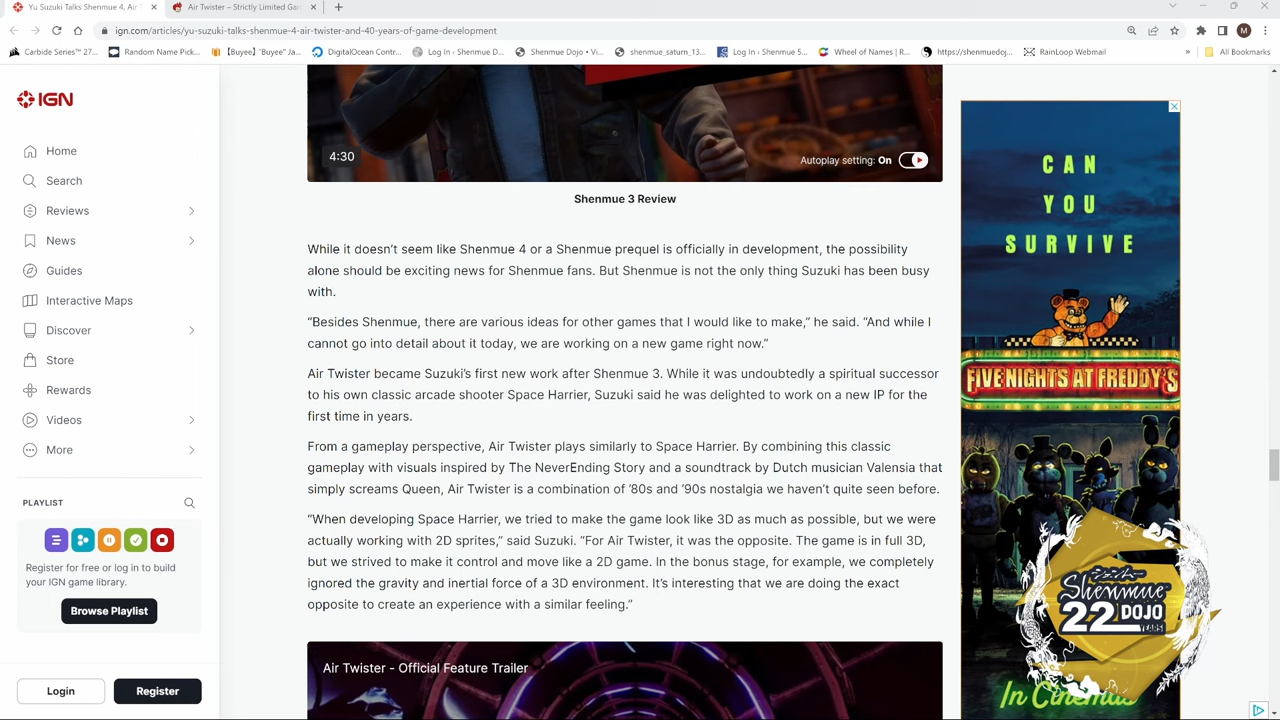 Yu Suzuki Talks Shenmue 4, Air T
Air Twister – Strictly Limited Gam
ign.com/articles/yu-suzuki-talks-shenmue-4-air-twister-and-40-years-of-game-development
M
Carbide Series™ 27...
Random Name Pick...
【Buyee】 "Buyee" Ja...
DigitalOcean Contr...
Log In ‹ Shenmue D...
Shenmue Dojo • Vi...
shenmue_saturn_13...
Log In ‹ Shenmue 5...
Wheel of Names | R...
https://shenmuedoj...
RainLoop Webmail
»
All Bookmarks
IGN
Home
Search
Reviews
News
Guides
Interactive Maps
Discover
Store
Rewards
Videos
More
PLAYLIST
Register for free or log in to build
your IGN game library.
Browse Playlist
Login
Register
4:30
Autoplay setting: On
Shenmue 3 Review
While it doesn't seem like Shenmue 4 or a Shenmue prequel is officially in development, the possibility
alone should be exciting news for Shenmue fans. But Shenmue is not the only thing Suzuki has been busy
with.
“Besides Shenmue, there are various ideas for other games that I would like to make,” he said. “And while I
cannot go into detail about it today, we are working on a new game right now.”
Air Twister became Suzuki's first new work after Shenmue 3. While it was undoubtedly a spiritual successor
to his own classic arcade shooter Space Harrier, Suzuki said he was delighted to work on a new IP for the
first time in years.
From a gameplay perspective, Air Twister plays similarly to Space Harrier. By combining this classic
gameplay with visuals inspired by The NeverEnding Story and a soundtrack by Dutch musician Valensia that
simply screams Queen, Air Twister is a combination of '80s and '90s nostalgia we haven't quite seen before.
“When developing Space Harrier, we tried to make the game look like 3D as much as possible, but we were
actually working with 2D sprites,” said Suzuki. “For Air Twister, it was the opposite. The game is in full 3D,
but we strived to make it control and move like a 2D game. In the bonus stage, for example, we completely
ignored the gravity and inertial force of a 3D environment. It's interesting that we are doing the exact
opposite to create an experience with a similar feeling.”
Air Twister - Official Feature Trailer
CAN
YOU
SURVIVE
FIVE NIGHTS AT FREDDY'S
Shenmue
22 DOJO
YEARS!
In Cinemas